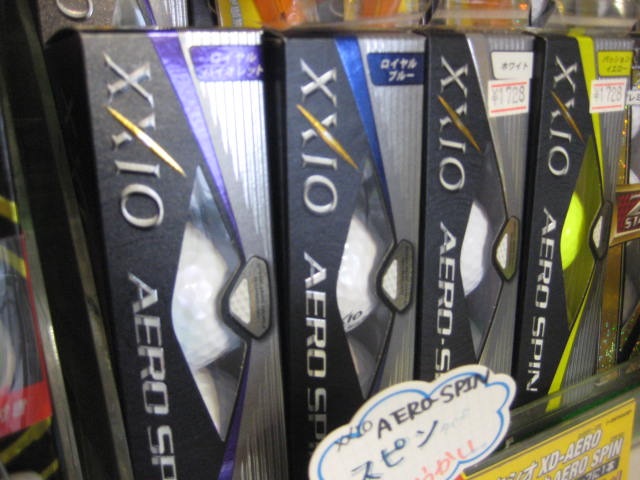 ロイヤル
バイオレット
XXIO
AERO SPIN
ロイヤル
ブルー
XXIO
AERO SP
ホワイト
¥1728
XXIO
AERO-S
パッション
イエロー
¥1728
XXIO
AERO SPIN
XXIO AERO-SPIN
スピン
XD-AERO
AERO SPIN